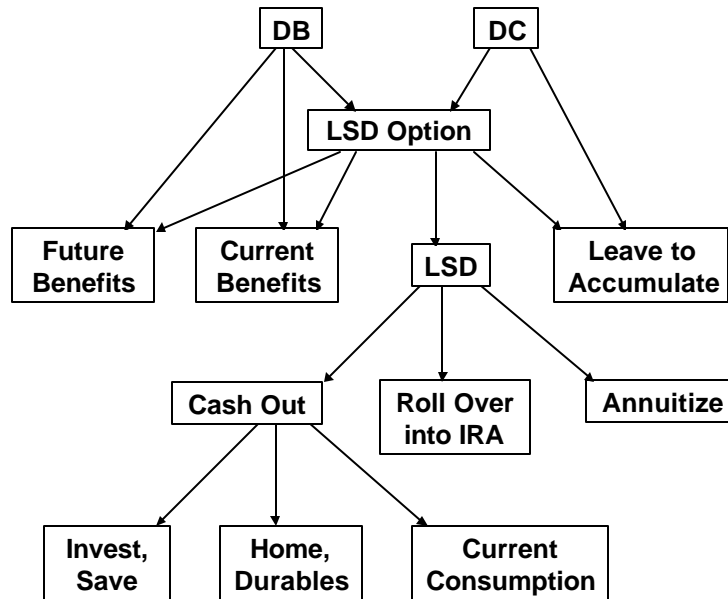 DB
DC
LSD Option
Future
Benefits
Current
Benefits
LSD
Leave to
Accumulate
Cash Out
Roll Over
into IRA
Annuitize
Invest,
Save
Home,
Durables
Current
Consumption